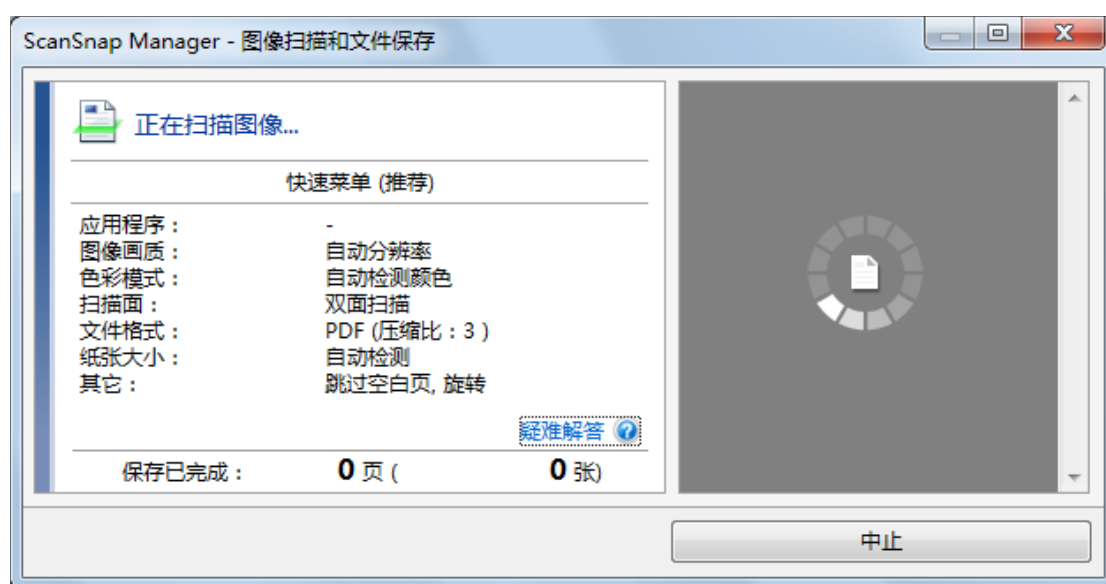 ScanSnap Manager - 图像扫描和文件保存
正在扫描图像...
快速菜单 (推荐)
应用程序： -
图像画质： 自动分辨率
色彩模式： 自动检测颜色
扫描面： 双面扫描
文件格式： PDF (压缩比：3 )
纸张大小： 自动检测
其它： 跳过空白页, 旋转
疑难解答
保存已完成： 0 页 ( 0 张)
中止